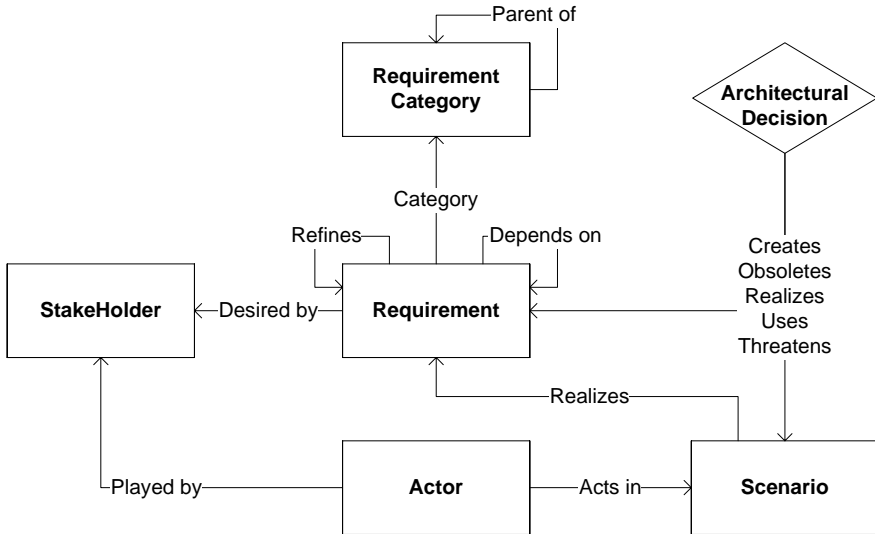 Parent of
Requirement
Category
Architectural
Decision
Category
Refines
Depends on
Creates
Obsoletes
Realizes
Uses
Threatens
StakeHolder
Desired by
Requirement
Realizes
Played by
Actor
Acts in
Scenario